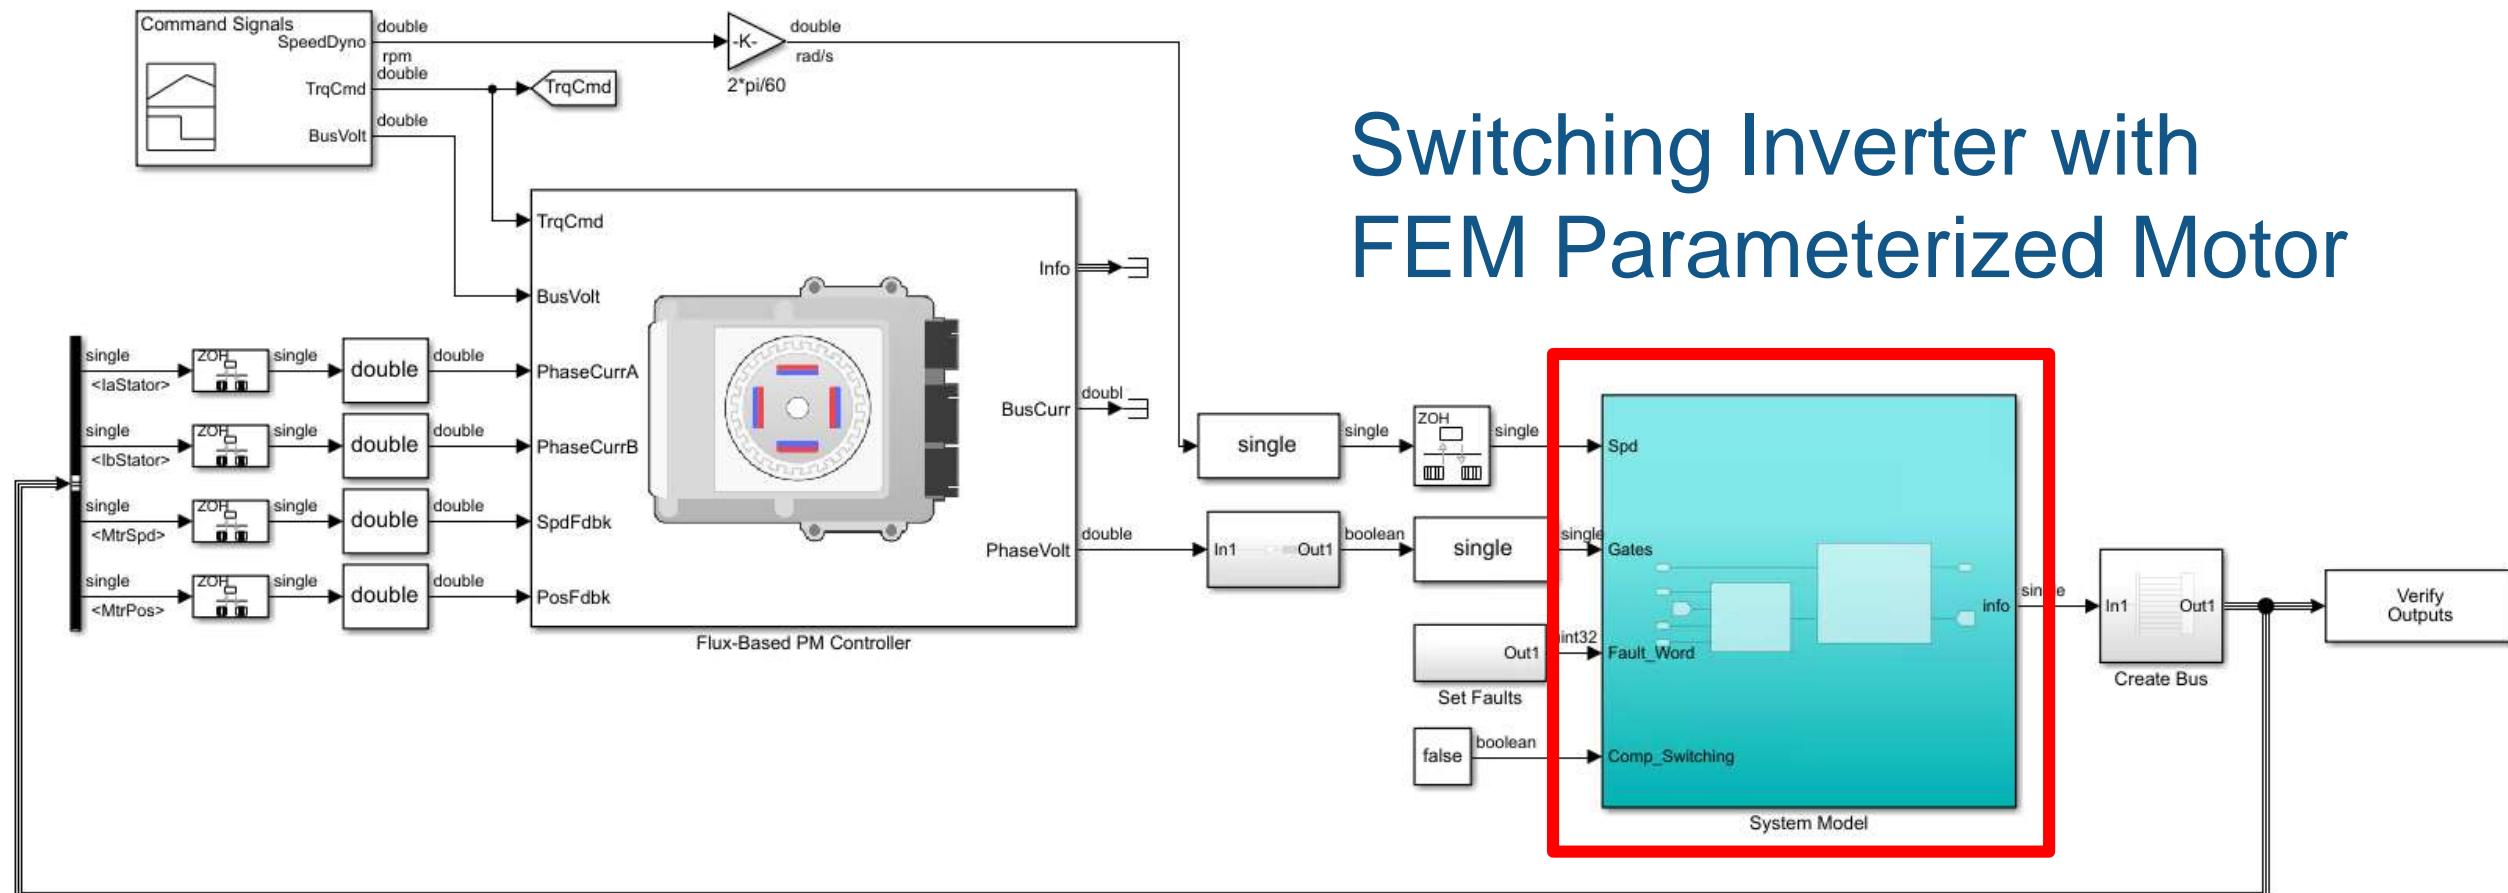 Command Signals
SpeedDyno
TrqCmd
BusVolt
double
rpm
double
double
TrqCmd
-K-
2*pi/60
double
rad/s
Switching Inverter with
FEM Parameterized Motor
single
<IaStator>
ZOH
single
double
double
single
<IbStator>
ZOH
single
double
double
single
<MtrSpd>
ZOH
single
double
double
single
<MtrPos>
ZOH
single
double
double
TrqCmd
BusVolt
PhaseCurrA
PhaseCurrB
SpdFdbk
PosFdbk
Info
BusCurr
PhaseVolt
Flux-Based PM Controller
doubl
double
single
single
ZOH
single
In1
Out1
boolean
single
single
Out1
Set Faults
uint32
false
boolean
Spd
Gates
Fault_Word
Comp_Switching
info
System Model
single
In1
Out1
Create Bus
Verify
Outputs